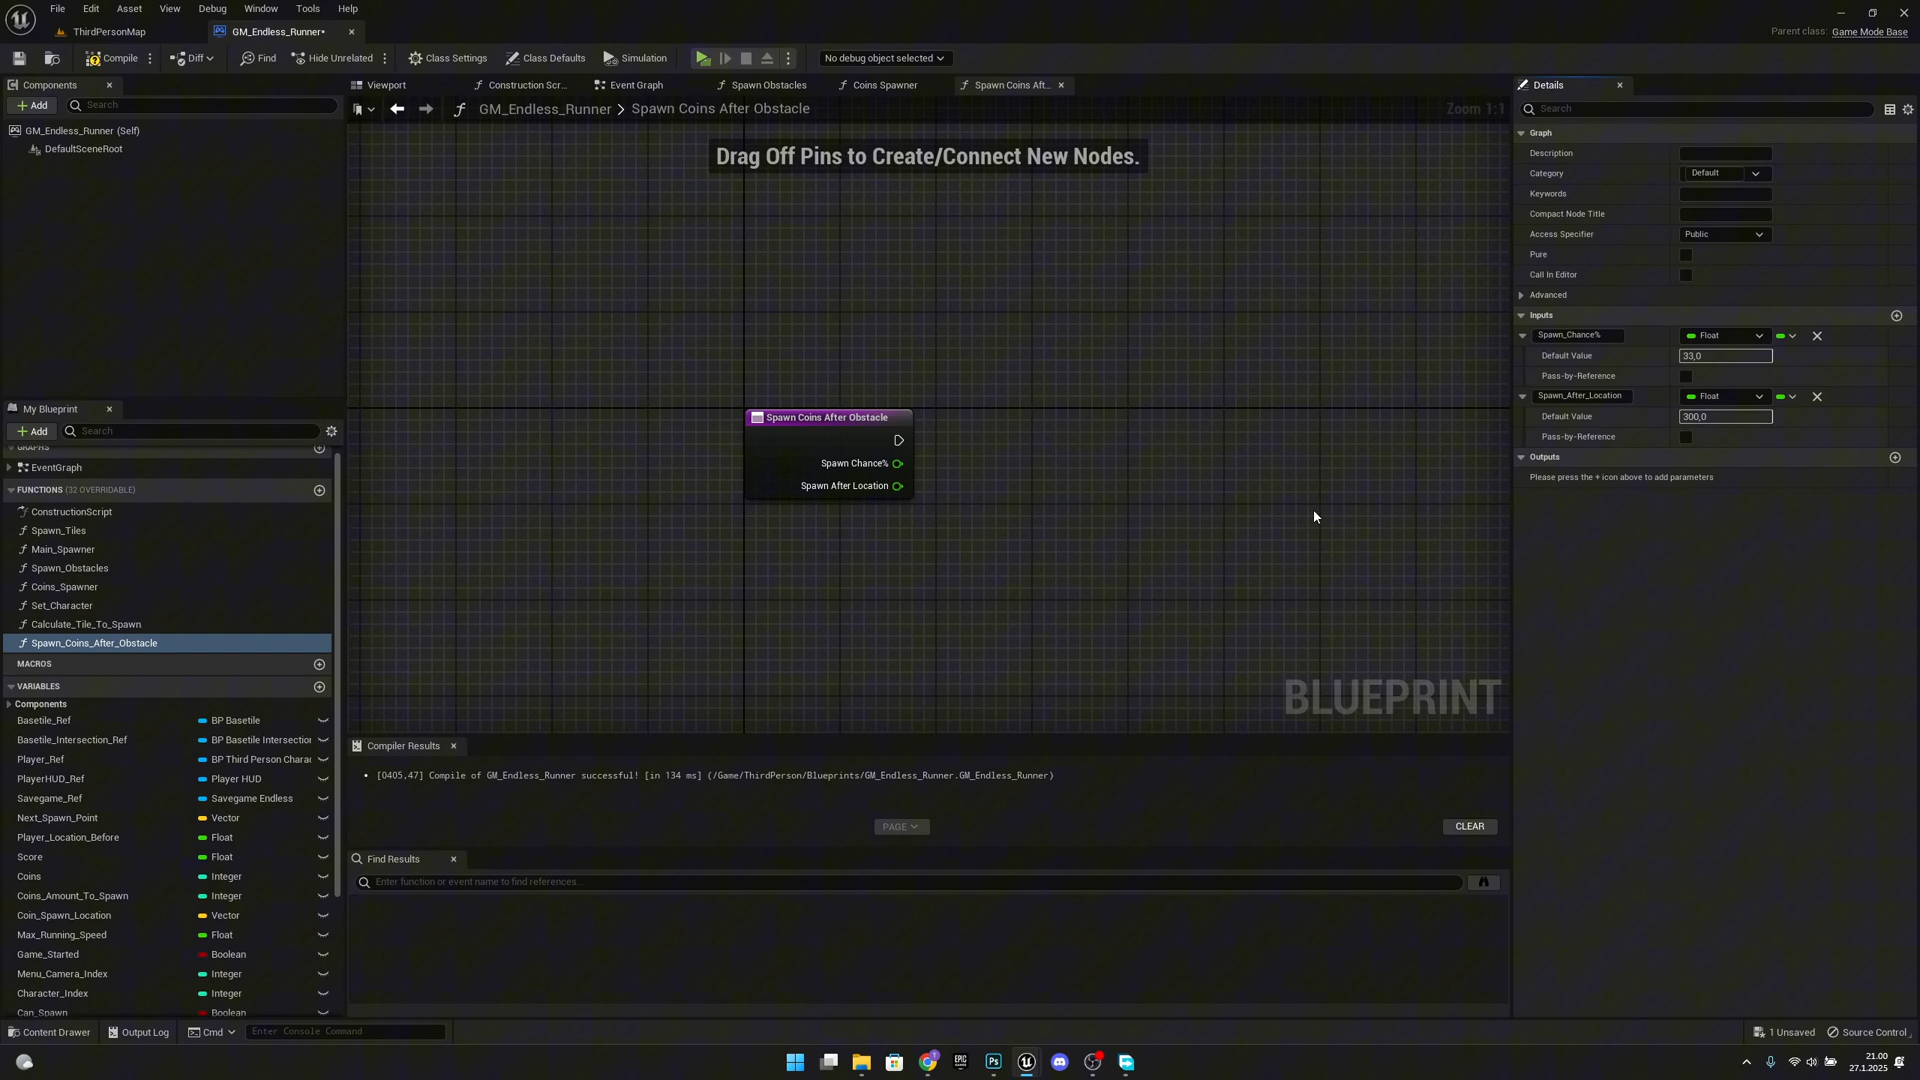 File Edit Asset View Debug Window Tools Help
ThirdPersonMap GM_Endless_Runner•
Parent class: Game Mode Base
Compile Diff Find Hide Unrelated Class Settings Class Defaults Simulation No debug object selected
Components
Add Search
GM_Endless_Runner (Self)
DefaultSceneRoot
Viewport Construction Scr... Event Graph Spawn Obstacles Coins Spawner Spawn Coins Aft...
GM_Endless_Runner > Spawn Coins After Obstacle
Zoom 1:1
Drag Off Pins to Create/Connect New Nodes.
Spawn Coins After Obstacle
Spawn Chance%
Spawn After Location
BLUEPRINT
My Blueprint
Add Search
GRAPHS
EventGraph
FUNCTIONS (32 OVERRIDABLE)
ConstructionScript
Spawn_Tiles
Main_Spawner
Spawn_Obstacles
Coins_Spawner
Set_Character
Calculate_Tile_To_Spawn
Spawn_Coins_After_Obstacle
MACROS
VARIABLES
Components
Basetile_Ref BP Basetile
Basetile_Intersection_Ref BP Basetile Intersection
Player_Ref BP Third Person Charac
PlayerHUD_Ref Player HUD
Savegame_Ref Savegame Endless
Next_Spawn_Point Vector
Player_Location_Before Float
Score Float
Coins Integer
Coins_Amount_To_Spawn Integer
Coin_Spawn_Location Vector
Max_Running_Speed Float
Game_Started Boolean
Menu_Camera_Index Integer
Character_Index Integer
Can_Spawn Boolean
Compiler Results
[0405,47] Compile of GM_Endless_Runner successful! [in 134 ms] (/Game/ThirdPerson/Blueprints/GM_Endless_Runner.GM_Endless_Runner)
PAGE
CLEAR
Find Results
Enter function or event name to find references...
Details
Search
Graph
Description
Category Default
Keywords
Compact Node Title
Access Specifier Public
Pure
Call In Editor
Advanced
Inputs
Spawn_Chance% Float
Default Value 33,0
Pass-by-Reference
Spawn_After_Location Float
Default Value 300,0
Pass-by-Reference
Outputs
Please press the + icon above to add parameters
Content Drawer Output Log Cmd Enter Console Command
1 Unsaved Source Control
EPIC
Ps
21.00
27.1.2025